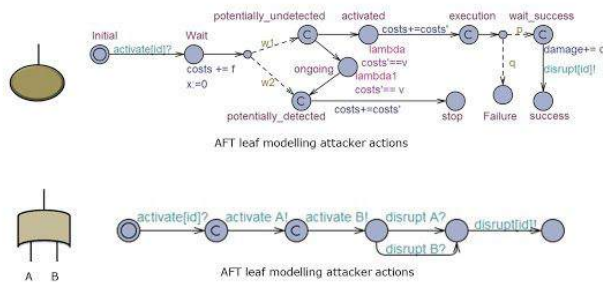 Initial
activate[id]?
Wait
costs += f
x:=0
w1
w2
potentially_undetected
C
ongoing
potentially_detected
C
activated
lambda
costs'==v
lambda1
costs'== v
costs+=costs'
costs+=costs'
stop
execution
C
p
q
Failure
wait_success
C
damage+= d
disrupt[id]!
success
AFT leaf modelling attacker actions
A B
activate[id]?
C
activate A!
C
activate B!
disrupt A?
disrupt B?
disrupt[id]!
AFT leaf modelling attacker actions